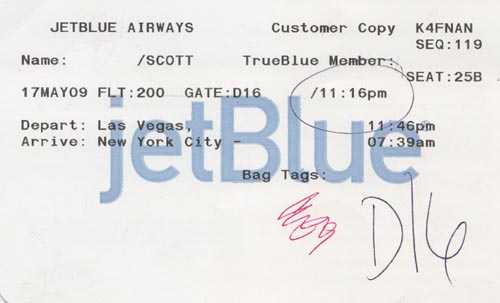 JETBLUE AIRWAYS Customer Copy K4FNAN
SEQ:119
Name: /SCOTT TrueBlue Member:
SEAT:25B
17MAY09 FLT:200 GATE:D16 /11:16pm
Depart: Las Vegas, 11:46pm
Arrive: New York City - 07:39am
jetBlue
Bag Tags:
D16